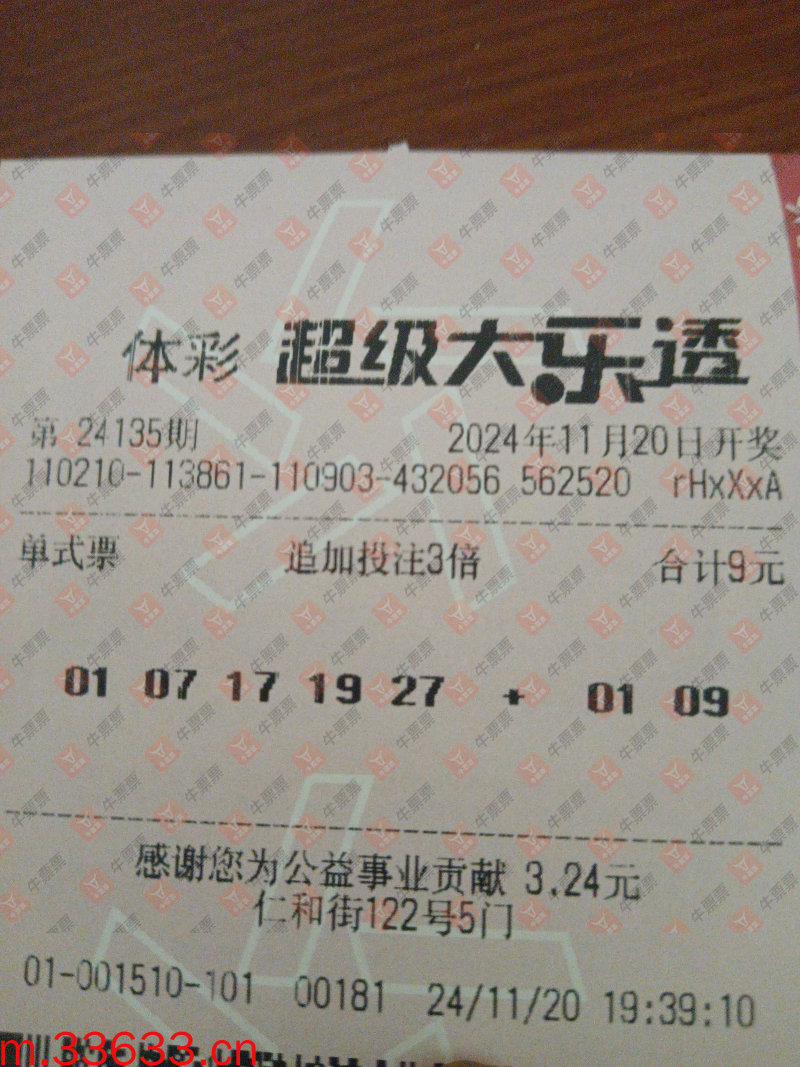 体彩 超级大乐透
第 24135期 2024年11月20日开奖
110210-113861-110903-432056 562520 rHxXxA
单式票 追加投注3倍 合计9元
01 07 17 19 27 + 01 09
感谢您为公益事业贡献 3.24元
仁和街122号5门
01-001510-101 00181 24/11/20 19:39:10
m.33633.cn
牛票票